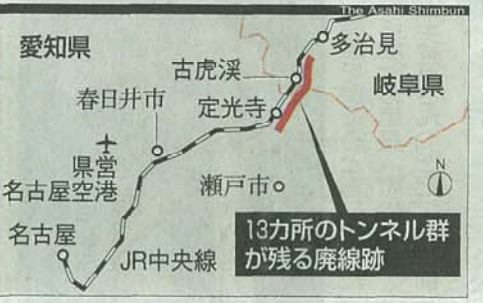 The Asahi Shimbun
愛知県
多治見
古虎渓
岐阜県
春日井市
定光寺
県営
名古屋空港
瀬戸市
N
名古屋
JR中央線
13カ所のトンネル群
が残る廃線跡